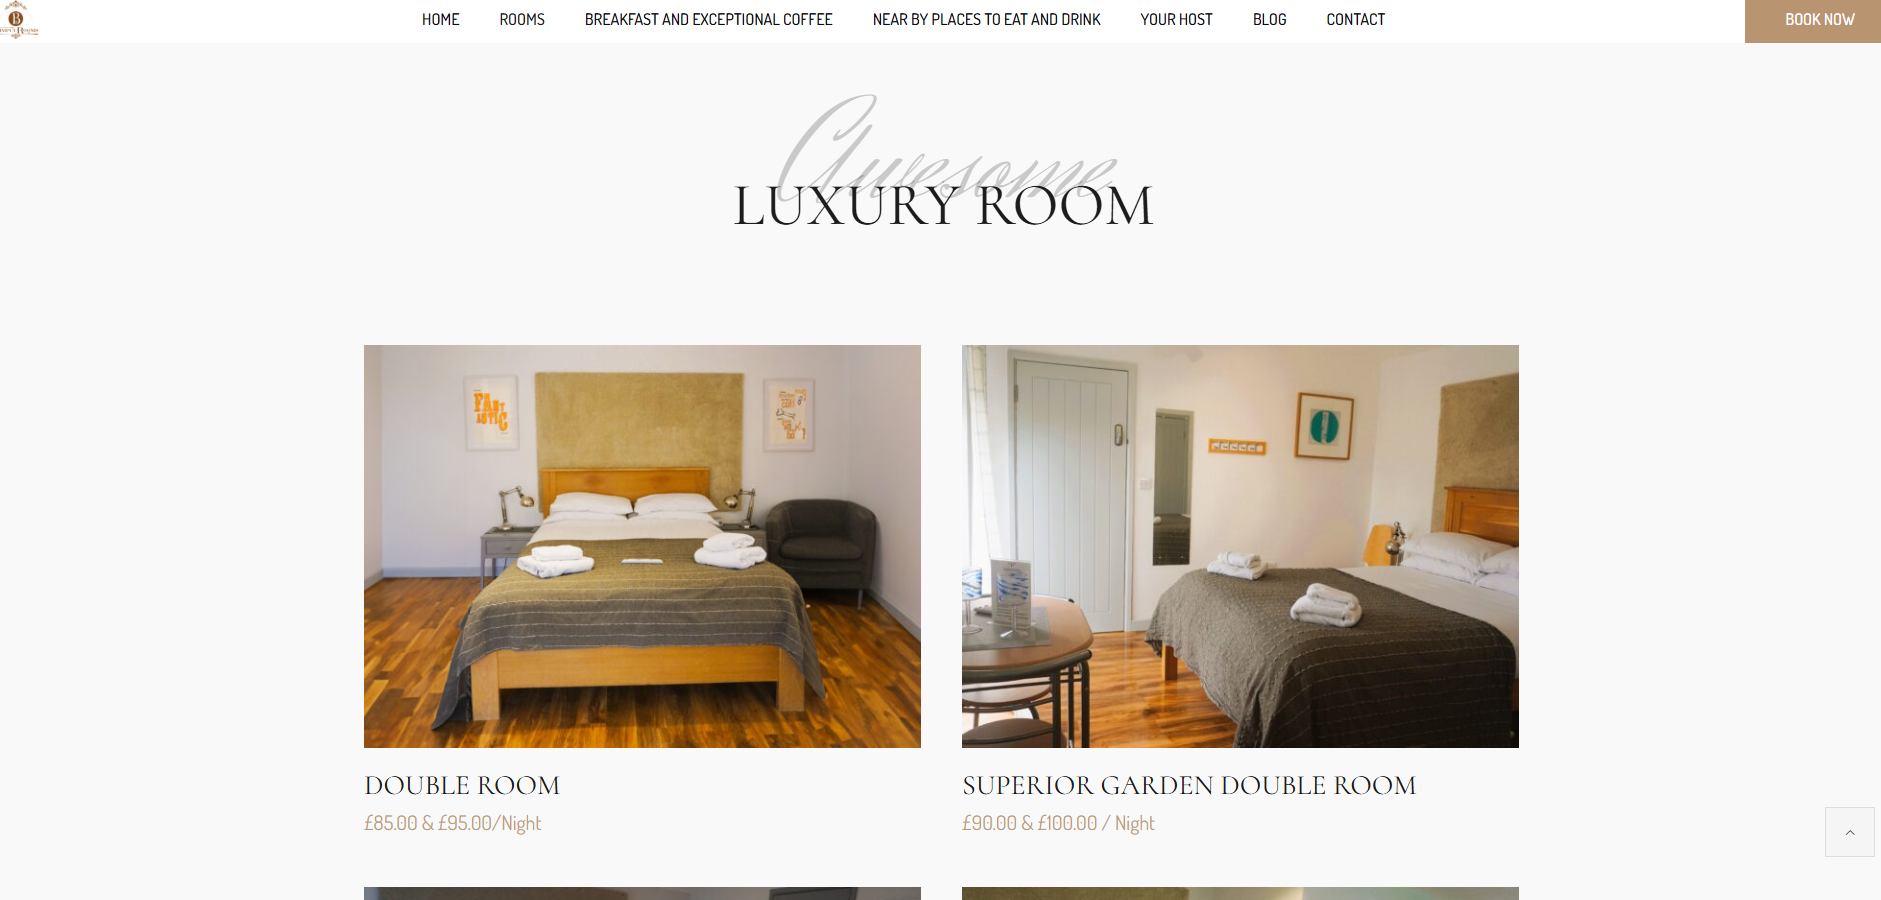 HOME
ROOMS
BREAKFAST AND EXCEPTIONAL COFFEE
NEAR BY PLACES TO EAT AND DRINK
YOUR HOST
BLOG
CONTACT
BOOK NOW
Awesome
LUXURY ROOM
FANTASTIC
DOUBLE ROOM
£85.00 & £95.00/Night
SUPERIOR GARDEN DOUBLE ROOM
£90.00 & £100.00 / Night